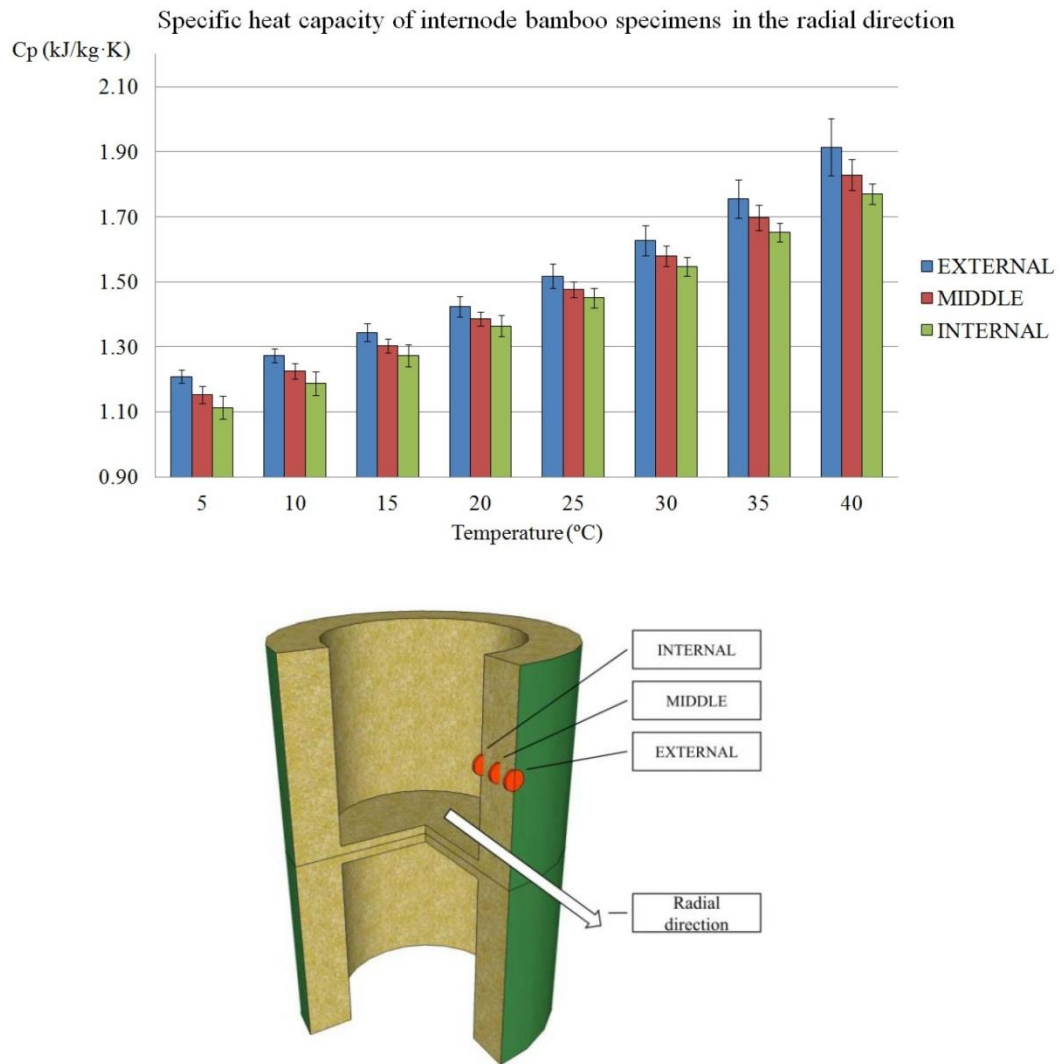 Specific heat capacity of internode bamboo specimens in the radial direction
Cp (kJ/kg·K)
2.10
1.90
1.70
1.50
1.30
1.10
0.90
5 10 15 20 25 30 35 40
Temperature (ºC)
EXTERNAL
MIDDLE
INTERNAL
INTERNAL
MIDDLE
EXTERNAL
Radial
direction